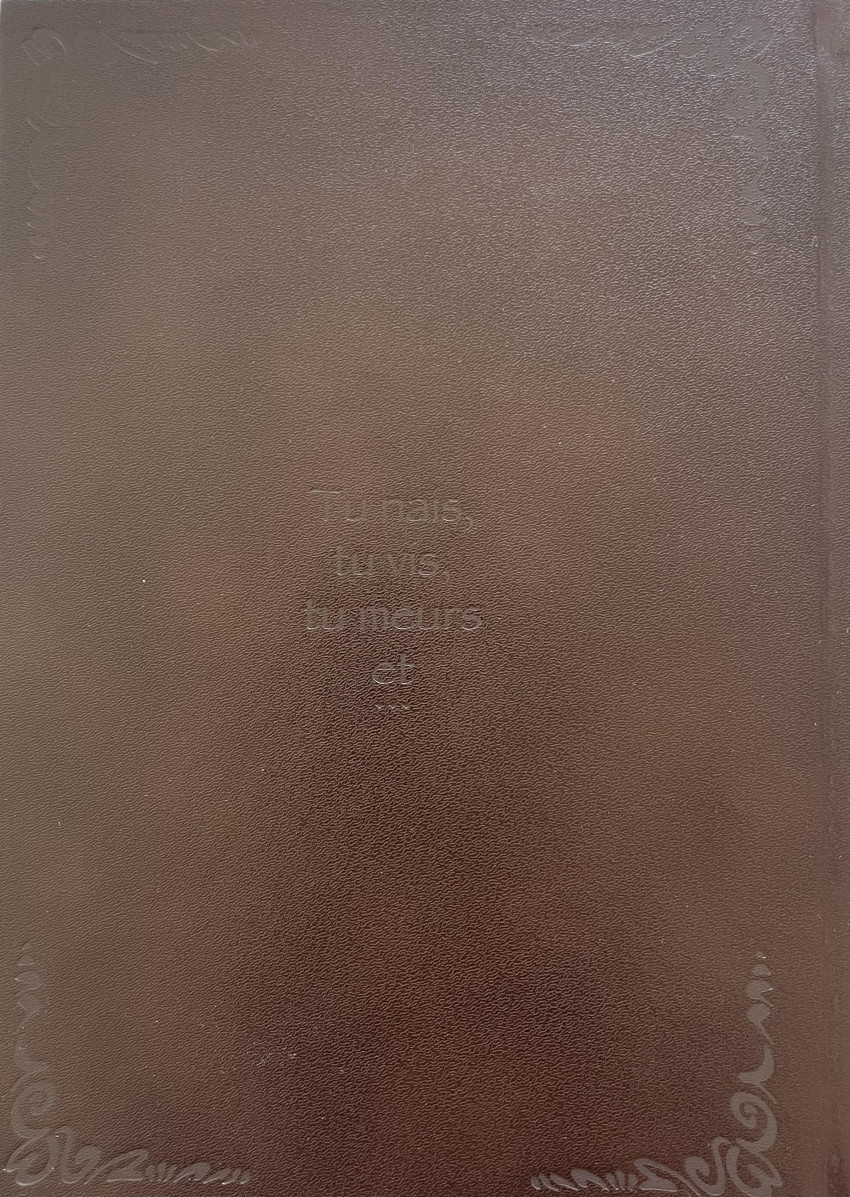 Tu nais,
tu vis,
tu meurs
et
...